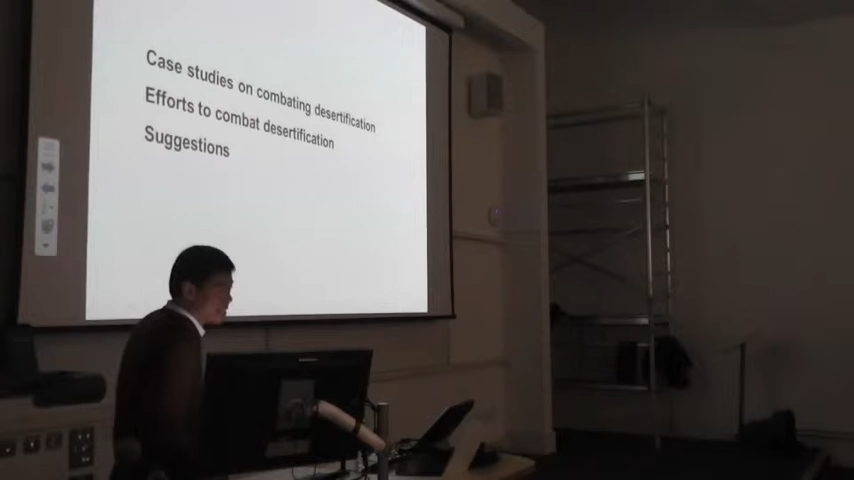 Case studies on combating desertification
Efforts to combat desertification
Suggestions